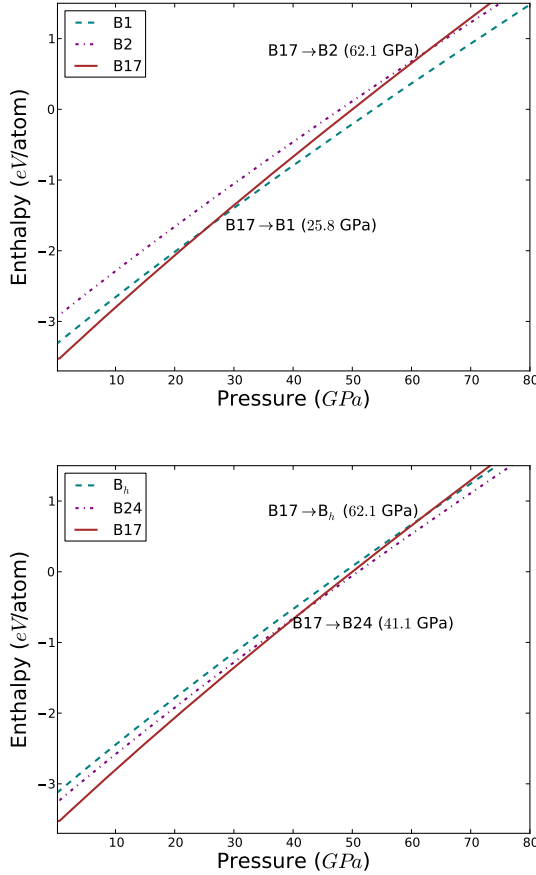 B1
B2
B17
B17→B2 (62.1 GPa)
B17→B1 (25.8 GPa)
Enthalpy (eV/atom)
1
0
−1
−2
−3
10 20 30 40 50 60 70 80
Pressure (GPa)
Bₕ
B24
B17
B17→Bₕ (62.1 GPa)
B17→B24 (41.1 GPa)
Enthalpy (eV/atom)
1
0
−1
−2
−3
10 20 30 40 50 60 70 80
Pressure (GPa)